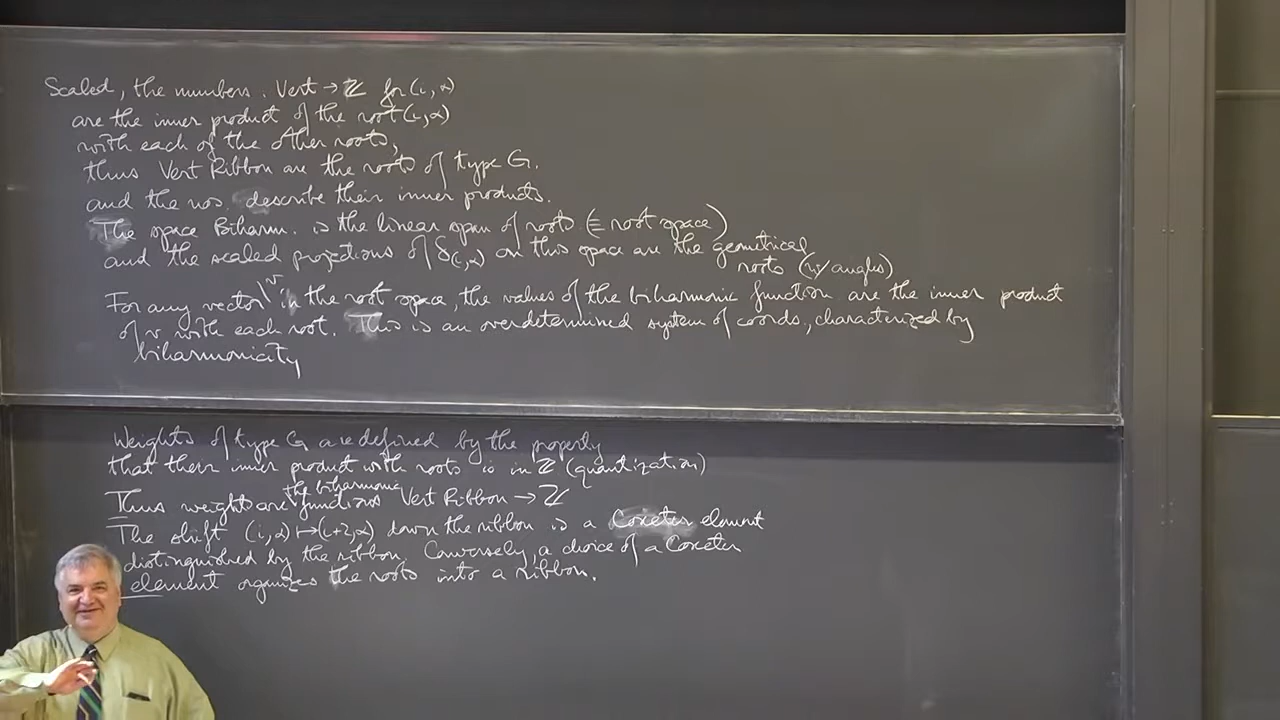 Scaled, the numbers. Vert → ℤ for (i,α)
are the inner product of the root (i,α)
with each of the other roots,
thus Vert Ribbon are the roots of type G.
and the nos. describe their inner products.
The space Biharm. is the linear span of roots (≡ root space)
and the scaled projections of δ(i,α) on this space are the geometrical
roots (w/angles)
For any vector v in the root space, the values of the biharmonic function are the inner product
of v with each root. This is an overdetermined system of coords, characterized by
biharmonicity
Weights of type G are defined by the property
that their inner product with roots is in ℤ (quantization)
Thus weights are the biharmonic functions Vert Ribbon → ℤ
The shift (i,α) ↦ (i+2,α) down the ribbon is a Coxeter element
distinguished by the ribbon. Conversely, a choice of a Coxeter
element organizes the roots into a ribbon.